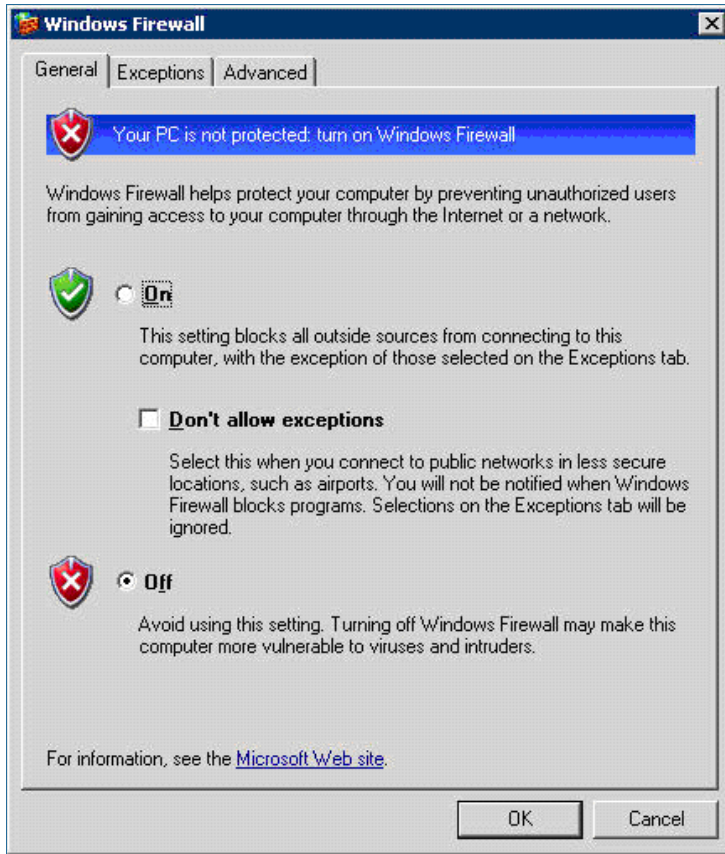 Windows Firewall
General
Exceptions
Advanced
Your PC is not protected: turn on Windows Firewall
Windows Firewall helps protect your computer by preventing unauthorized users
from gaining access to your computer through the Internet or a network.
On
This setting blocks all outside sources from connecting to this
computer, with the exception of those selected on the Exceptions tab.
Don't allow exceptions
Select this when you connect to public networks in less secure
locations, such as airports. You will not be notified when Windows
Firewall blocks programs. Selections on the Exceptions tab will be
ignored.
Off
Avoid using this setting. Turning off Windows Firewall may make this
computer more vulnerable to viruses and intruders.
For information, see the Microsoft Web site.
OK
Cancel